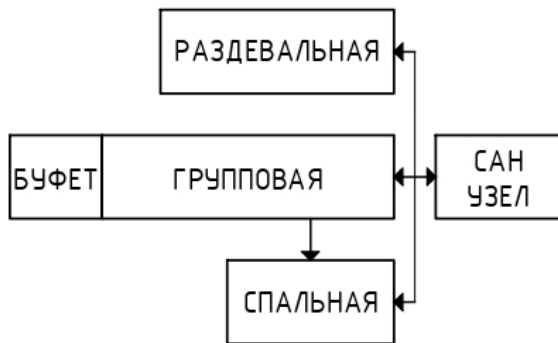 РАЗДЕВАЛЬНАЯ
БУФЕТ
ГРУППОВАЯ
САН
УЗЕЛ
СПАЛЬНАЯ